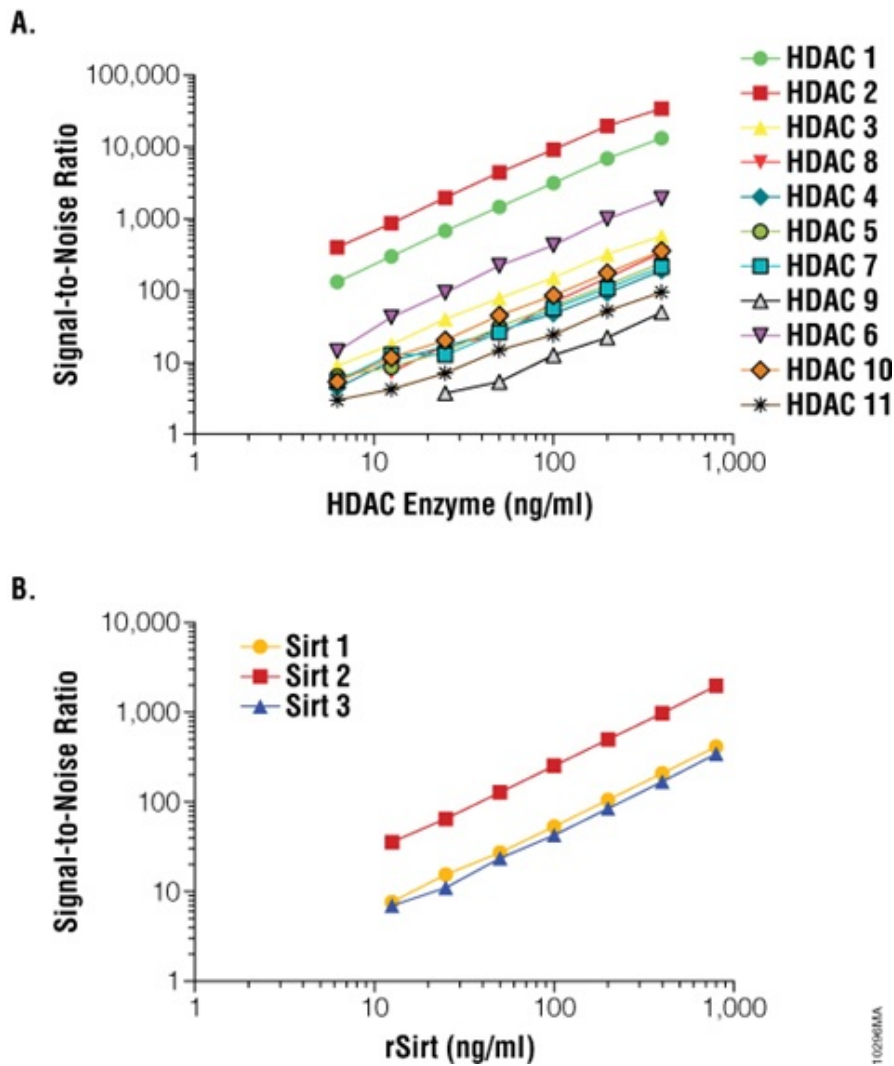 A.
Signal-to-Noise Ratio
100,000
10,000
1,000
100
10
1
1 10 100 1,000
HDAC Enzyme (ng/ml)
HDAC 1
HDAC 2
HDAC 3
HDAC 8
HDAC 4
HDAC 5
HDAC 7
HDAC 9
HDAC 6
HDAC 10
HDAC 11
B.
Signal-to-Noise Ratio
10,000
1,000
100
10
1
1 10 100 1,000
rSirt (ng/ml)
Sirt 1
Sirt 2
Sirt 3
10296MA